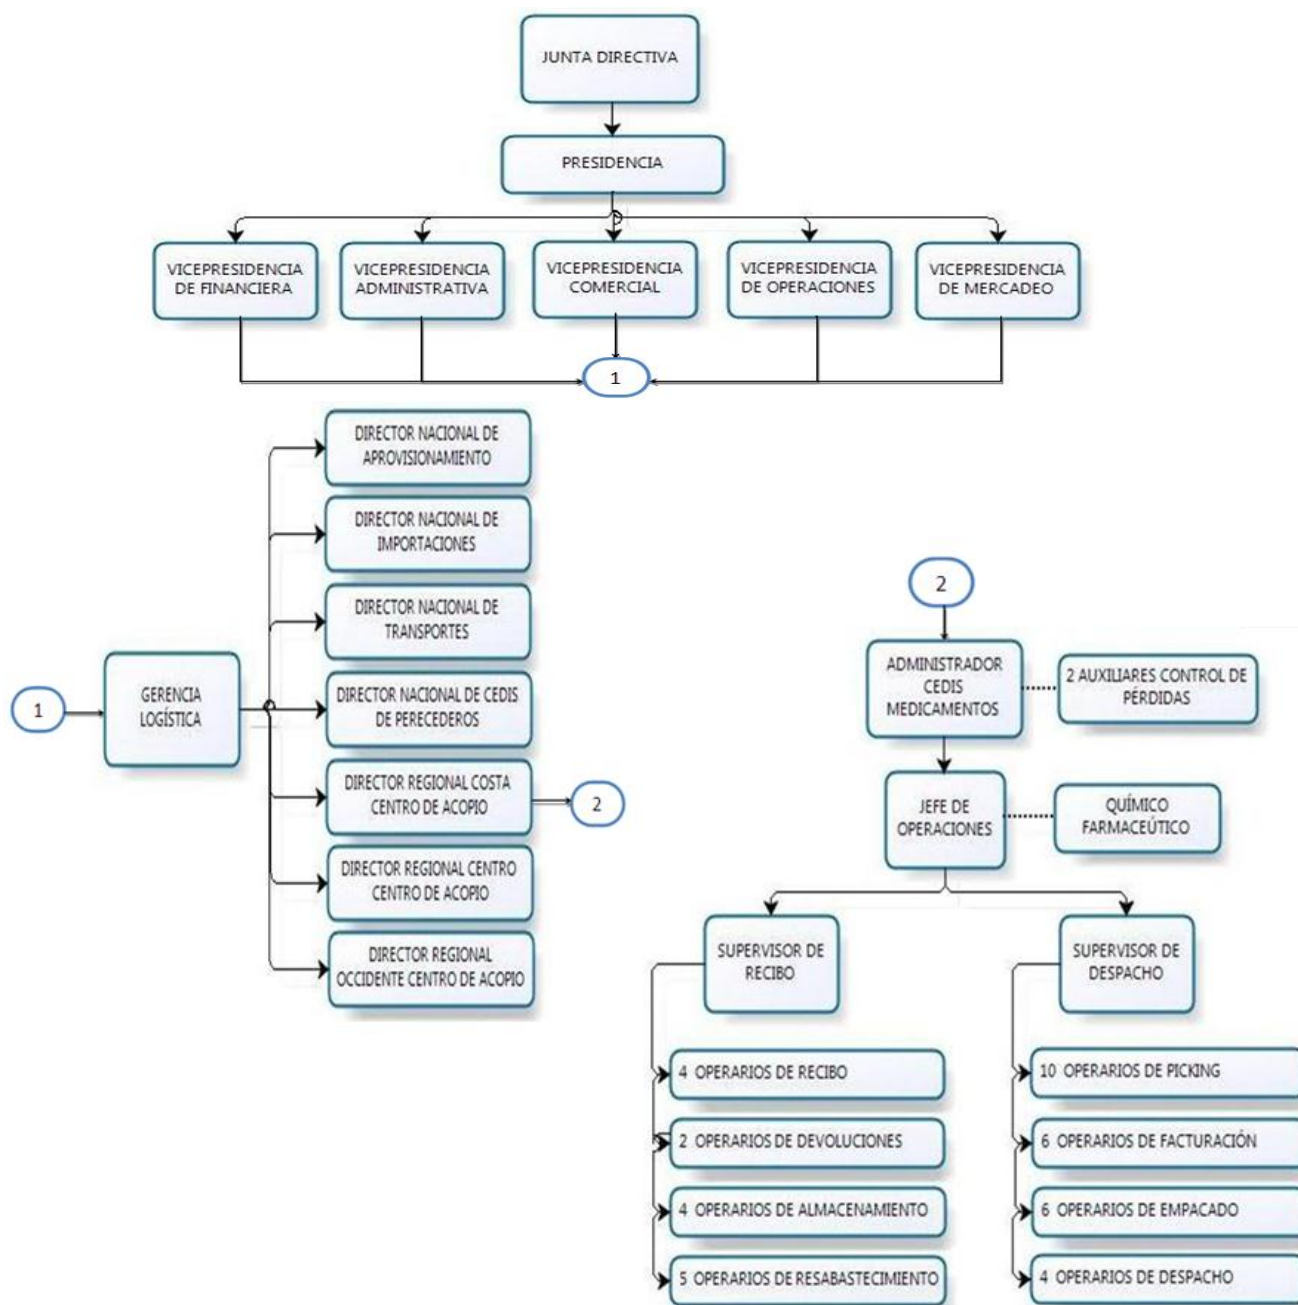 JUNTA DIRECTIVA
PRESIDENCIA
VICEPRESIDENCIA
DE FINANCIERA
VICEPRESIDENCIA
ADMINISTRATIVA
VICEPRESIDENCIA
COMERCIAL
VICEPRESIDENCIA
DE OPERACIONES
VICEPRESIDENCIA
DE MERCADEO
1
1
GERENCIA
LOGÍSTICA
DIRECTOR NACIONAL DE
APROVISIONAMIENTO
DIRECTOR NACIONAL DE
IMPORTACIONES
DIRECTOR NACIONAL DE
TRANSPORTES
DIRECTOR NACIONAL DE CEDIS
DE PERECEDEROS
DIRECTOR REGIONAL COSTA
CENTRO DE ACOPIO
2
DIRECTOR REGIONAL CENTRO
CENTRO DE ACOPIO
DIRECTOR REGIONAL
OCCIDENTE CENTRO DE ACOPIO
2
ADMINISTRADOR
CEDIS
MEDICAMENTOS
2 AUXILIARES CONTROL DE
PÉRDIDAS
JEFE DE
OPERACIONES
QUÍMICO
FARMACEÚTICO
SUPERVISOR DE
RECIBO
4 OPERARIOS DE RECIBO
2 OPERARIOS DE DEVOLUCIONES
4 OPERARIOS DE ALMACENAMIENTO
5 OPERARIOS DE RESABASTECIMIENTO
SUPERVISOR DE
DESPACHO
10 OPERARIOS DE PICKING
6 OPERARIOS DE FACTURACIÓN
6 OPERARIOS DE EMPACADO
4 OPERARIOS DE DESPACHO